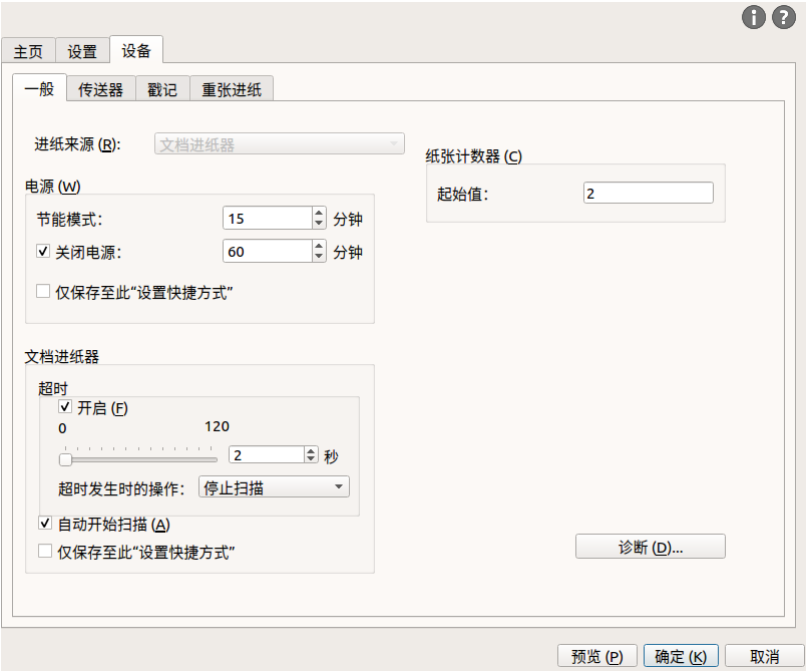 主页 设置 设备
一般 传送器 戳记 重张进纸
进纸来源 (R): 文档进纸器
纸张计数器 (C)
起始值: 2
电源 (W)
节能模式: 15 分钟
关闭电源: 60 分钟
仅保存至此“设置快捷方式”
文档进纸器
超时
开启 (F)
0 120
2 秒
超时发生时的操作: 停止扫描
自动开始扫描 (A)
仅保存至此“设置快捷方式”
诊断 (D)...
预览 (P) 确定 (K) 取消